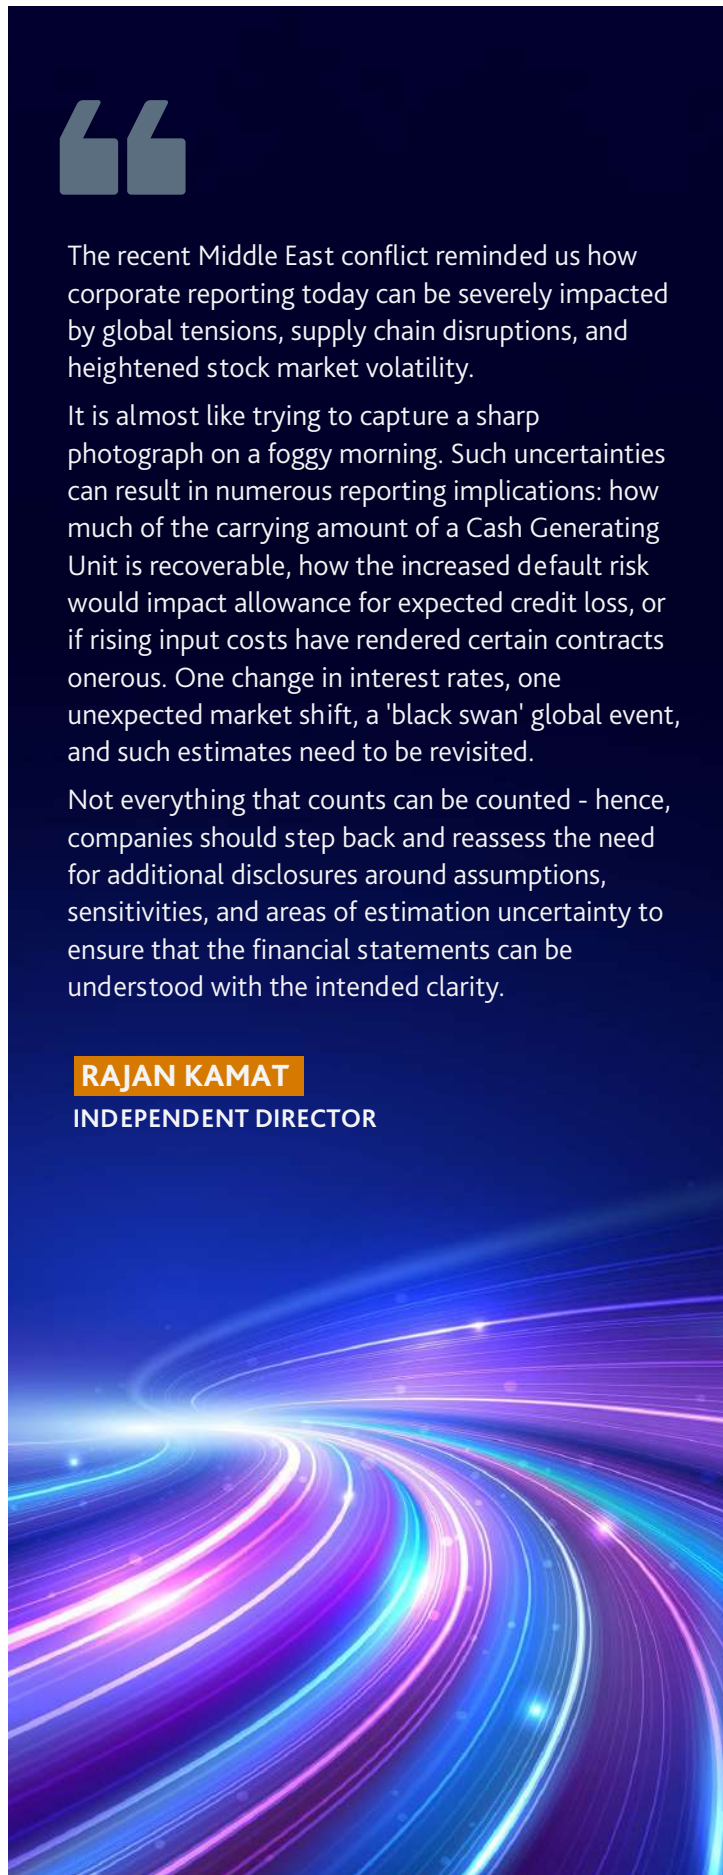 “
The recent Middle East conflict reminded us how
corporate reporting today can be severely impacted
by global tensions, supply chain disruptions, and
heightened stock market volatility.
It is almost like trying to capture a sharp
photograph on a foggy morning. Such uncertainties
can result in numerous reporting implications: how
much of the carrying amount of a Cash Generating
Unit is recoverable, how the increased default risk
would impact allowance for expected credit loss, or
if rising input costs have rendered certain contracts
onerous. One change in interest rates, one
unexpected market shift, a 'black swan' global event,
and such estimates need to be revisited.
Not everything that counts can be counted - hence,
companies should step back and reassess the need
for additional disclosures around assumptions,
sensitivities, and areas of estimation uncertainty to
ensure that the financial statements can be
understood with the intended clarity.
RAJAN KAMAT
INDEPENDENT DIRECTOR